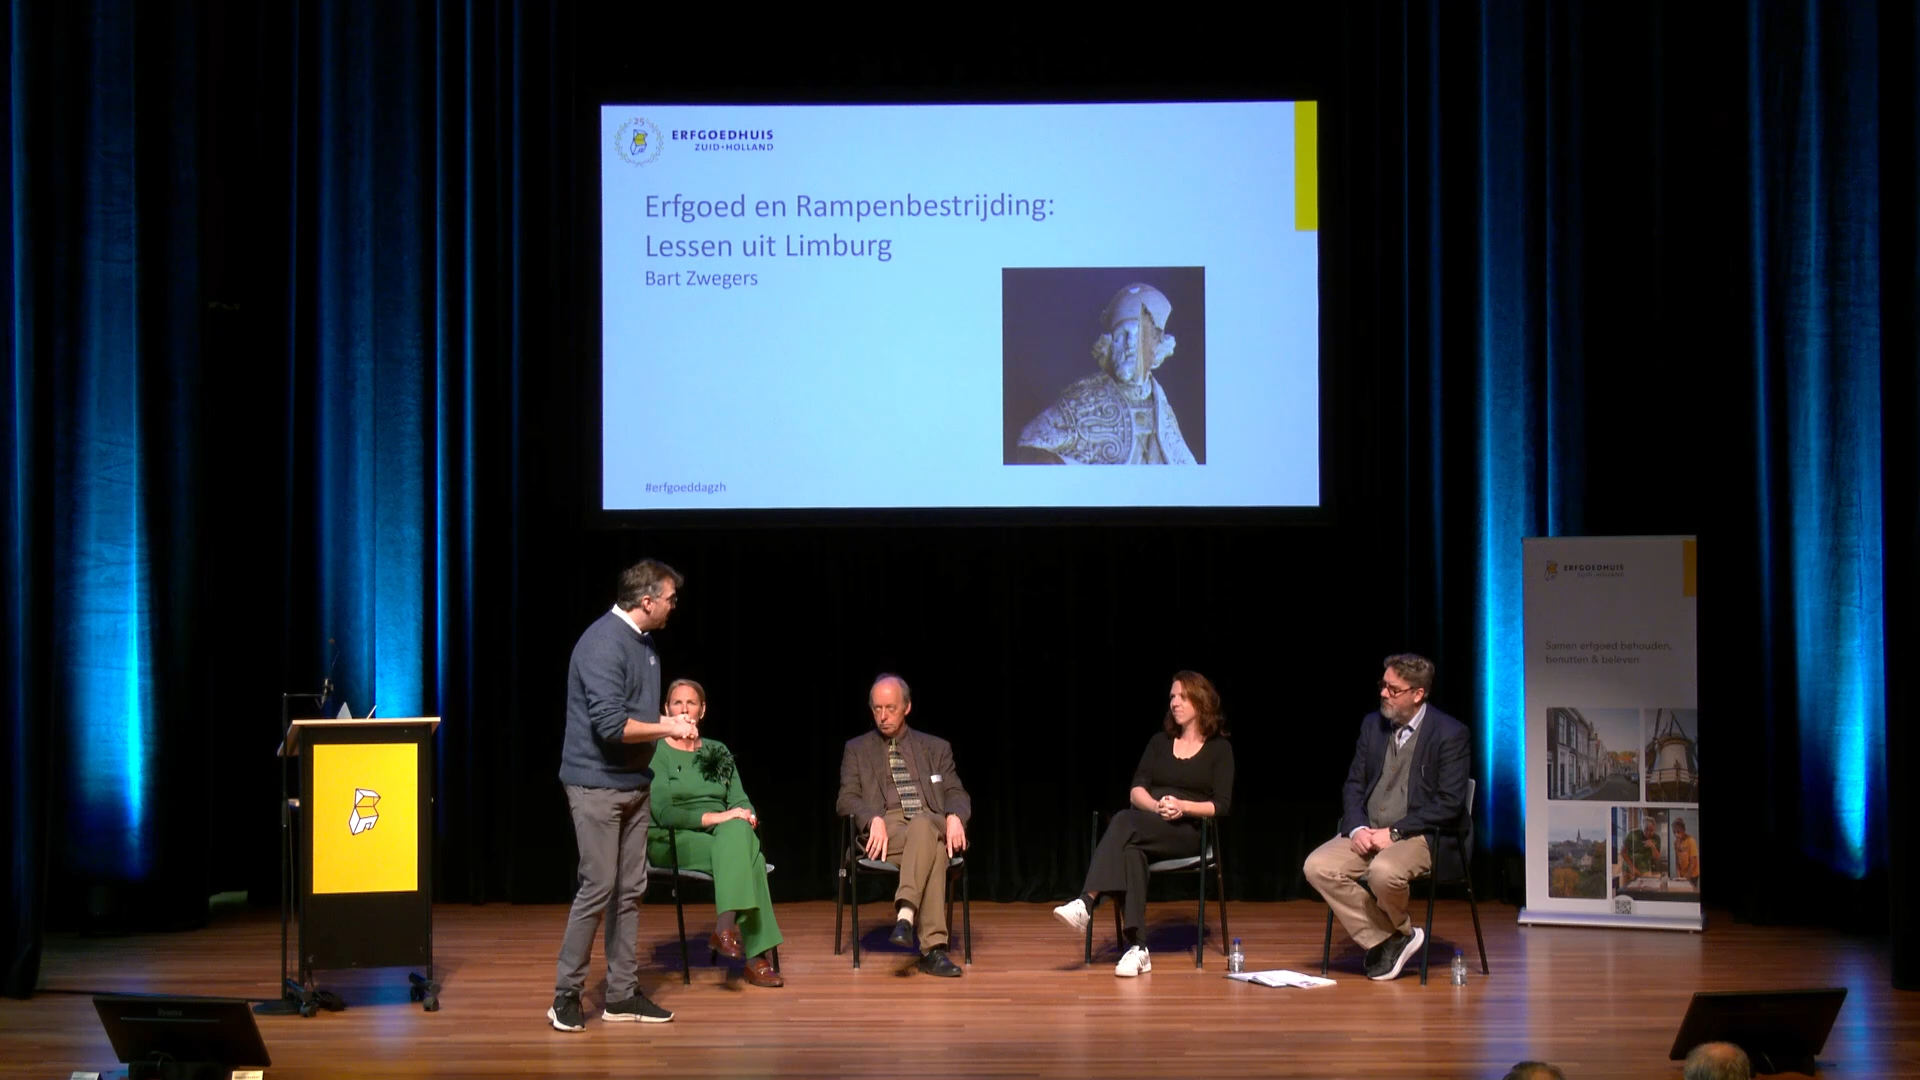 25
ERFGOEDHUIS
ZUID•HOLLAND
Erfgoed en Rampenbestrijding:
Lessen uit Limburg
Bart Zwegers
#erfgoeddagzh
ERFGOEDHUIS
ZUID•HOLLAND
Samen erfgoed behouden,
benutten & beleven